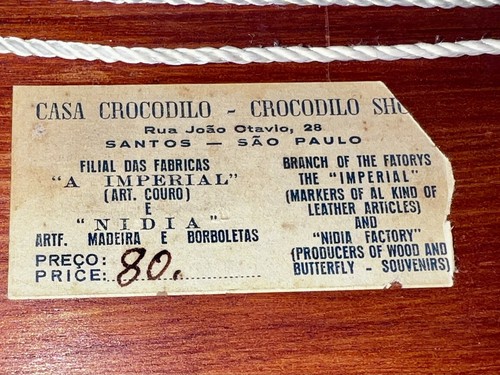 CASA CROCODILO - CROCODILO SHO
Rua João Otavio, 28
SANTOS — SÃO PAULO
FILIAL DAS FABRICAS
"A IMPERIAL"
(ART. COURO)
E
"NIDIA"
ARTF. MADEIRA E BORBOLETAS
PREÇO:
PRICE: 80.
BRANCH OF THE FATORYS
THE "IMPERIAL"
(MARKERS OF AL KIND OF
LEATHER ARTICLES)
AND
"NIDIA FACTORY"
(PRODUCERS OF WOOD AND
BUTTERFLY - SOUVENIRS)